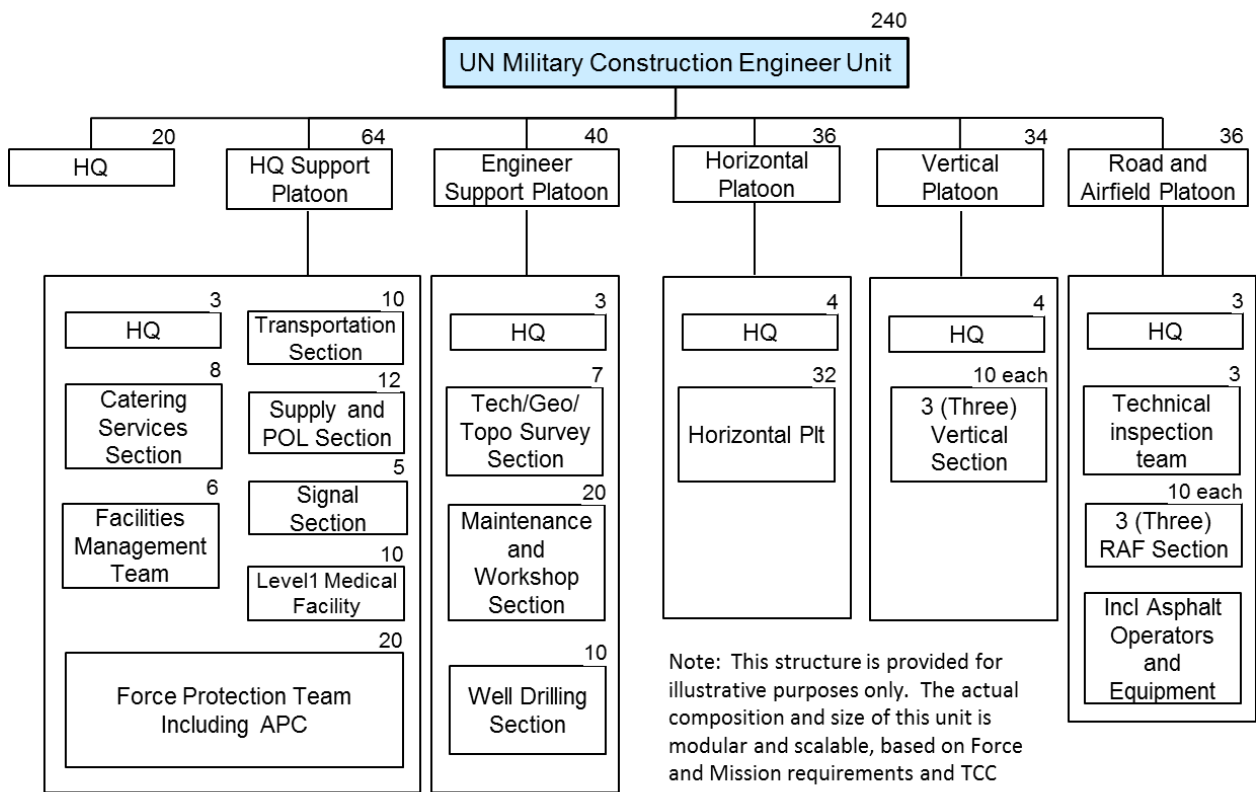 240
UN Military Construction Engineer Unit
20
HQ
64
HQ Support
Platoon
40
Engineer
Support Platoon
36
Horizontal
Platoon
34
Vertical
Platoon
36
Road and
Airfield Platoon
3
HQ
10
Transportation
Section
8
Catering
Services
Section
12
Supply and
POL Section
6
Facilities
Management
Team
5
Signal
Section
10
Level1 Medical
Facility
20
Force Protection Team
Including APC
3
HQ
7
Tech/Geo/
Topo Survey
Section
20
Maintenance
and
Workshop
Section
10
Well Drilling
Section
4
HQ
32
Horizontal Plt
4
HQ
10 each
3 (Three)
Vertical
Section
3
HQ
3
Technical
inspection
team
10 each
3 (Three)
RAF Section
Incl Asphalt
Operators
and
Equipment
Note: This structure is provided for
illustrative purposes only. The actual
composition and size of this unit is
modular and scalable, based on Force
and Mission requirements and TCC